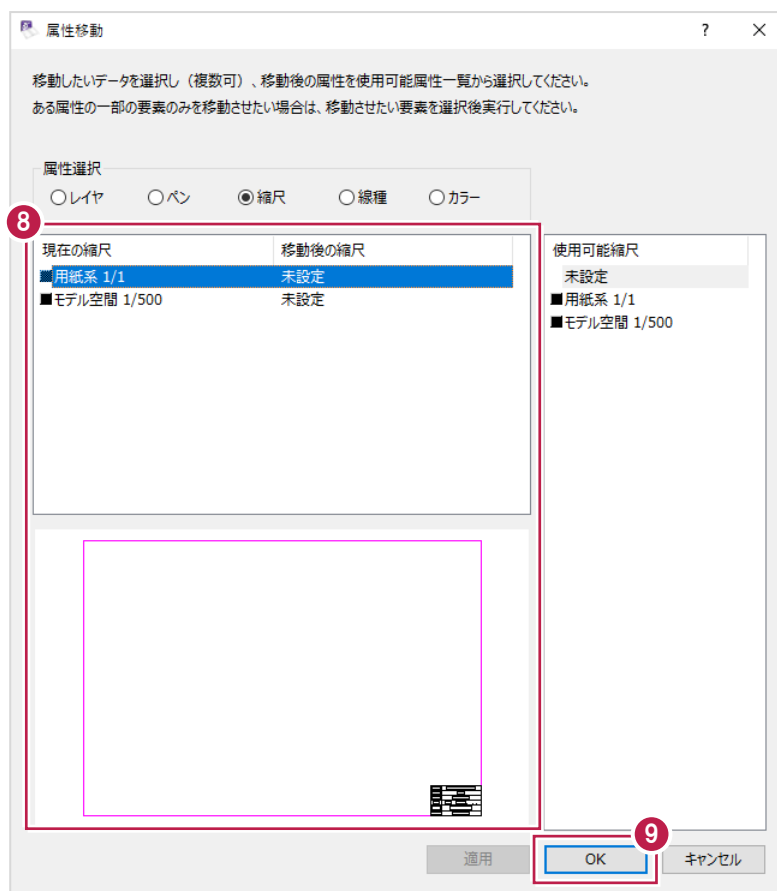 属性移動
?
×
移動したいデータを選択し（複数可）、移動後の属性を使用可能属性一覧から選択してください。
ある属性の一部の要素のみを移動させたい場合は、移動させたい要素を選択後実行してください。
属性選択
レイヤ ペン 縮尺 線種 カラー
8
現在の縮尺 移動後の縮尺 使用可能縮尺
用紙系 1/1 未設定 未設定
モデル空間 1/500 未設定 用紙系 1/1
モデル空間 1/500
9
適用 OK キャンセル